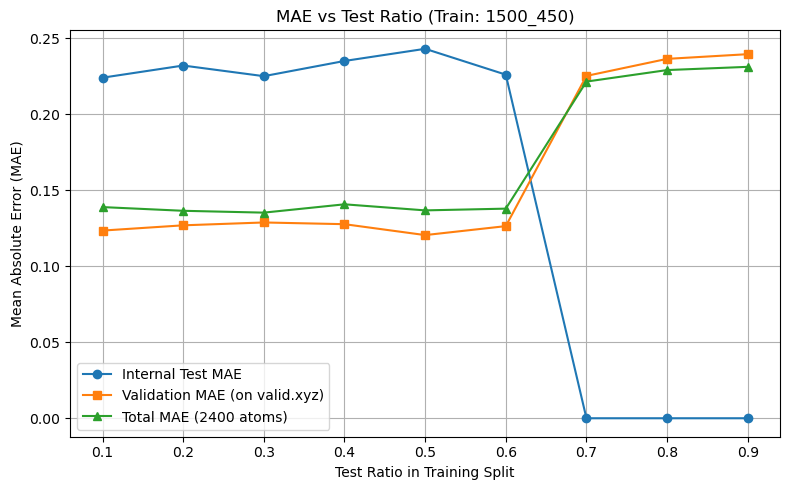 MAE vs Test Ratio (Train: 1500_450)
Mean Absolute Error (MAE)
0.25
0.20
0.15
0.10
0.05
0.00
Internal Test MAE
Validation MAE (on valid.xyz)
Total MAE (2400 atoms)
0.1 0.2 0.3 0.4 0.5 0.6 0.7 0.8 0.9
Test Ratio in Training Split